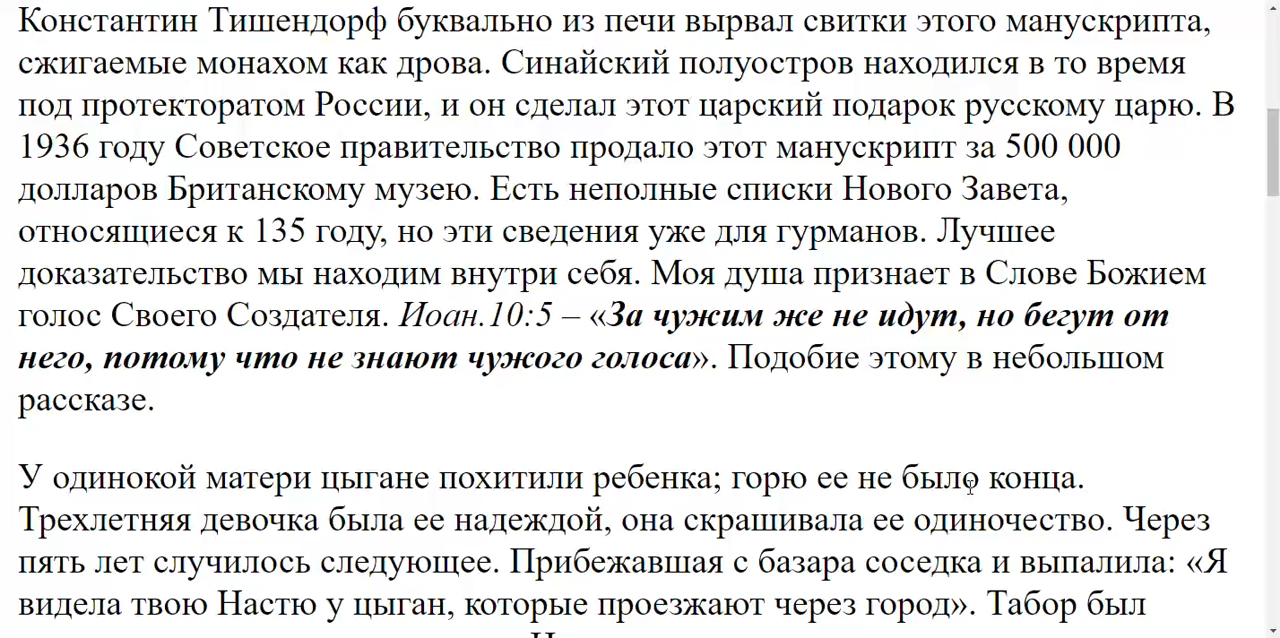 Константин Тишендорф буквально из печи вырвал свитки этого манускрипта,
сжигаемые монахом как дрова. Синайский полуостров находился в то время
под протекторатом России, и он сделал этот царский подарок русскому царю. В
1936 году Советское правительство продало этот манускрипт за 500 000
долларов Британскому музею. Есть неполные списки Нового Завета,
относящиеся к 135 году, но эти сведения уже для гурманов. Лучшее
доказательство мы находим внутри себя. Моя душа признает в Слове Божием
голос Своего Создателя. Иоан.10:5 – «За чужим же не идут, но бегут от
него, потому что не знают чужого голоса». Подобие этому в небольшом
рассказе.
У одинокой матери цыгане похитили ребенка; горю ее не было конца.
Трехлетняя девочка была ее надеждой, она скрашивала ее одиночество. Через
пять лет случилось следующее. Прибежавшая с базара соседка и выпалила: «Я
видела твою Настю у цыган, которые проезжают через город». Табор был